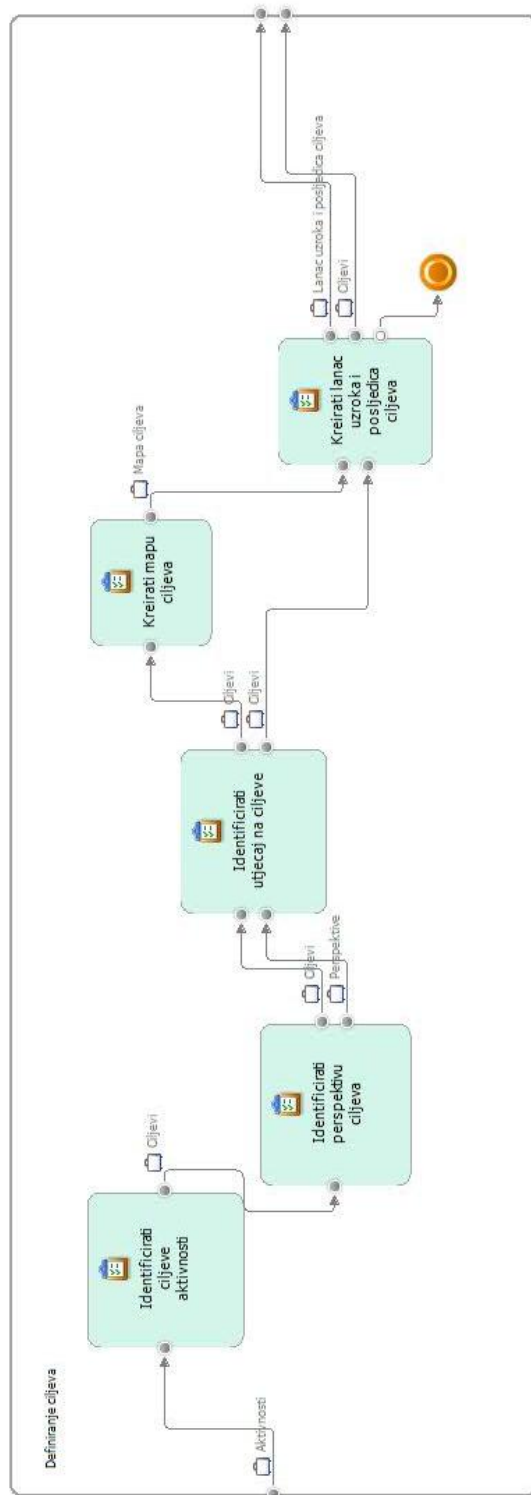 Definiranje ciljeva
Aktivnosti
Identificirati
ciljeve
aktivnosti
Ciljevi
Identificirati
perspektivu
ciljeva
Ciljevi
Perspektive
Identificirati
utjecaj na ciljeve
Ciljevi
Ciljevi
Kreirati mapu
ciljeva
Mapa ciljeva
Kreirati lanac
uzroka i
posljedica
ciljeva
Lanac uzroka i posljedica ciljeva
Ciljevi